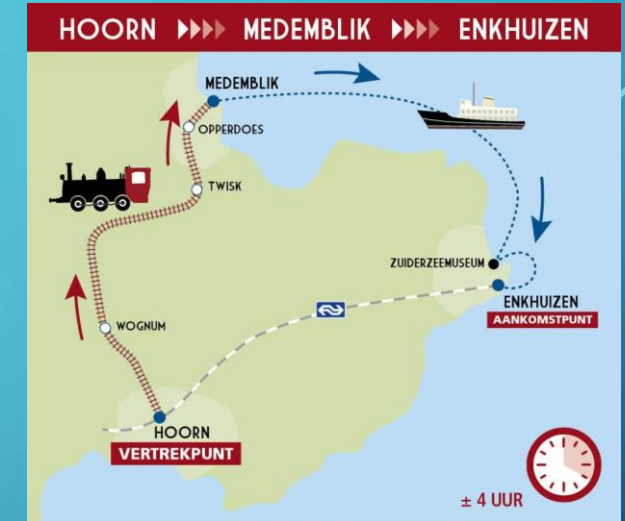 HOORN MEDEMBLIK ENKHUIZEN
MEDEMBLIK
OPPERDOES
TWISK
ZUIDERZEEMUSEUM
ENKHUIZEN
AANKOMSTPUNT
WOGNUM
HOORN
VERTREKPUNT
± 4 UUR